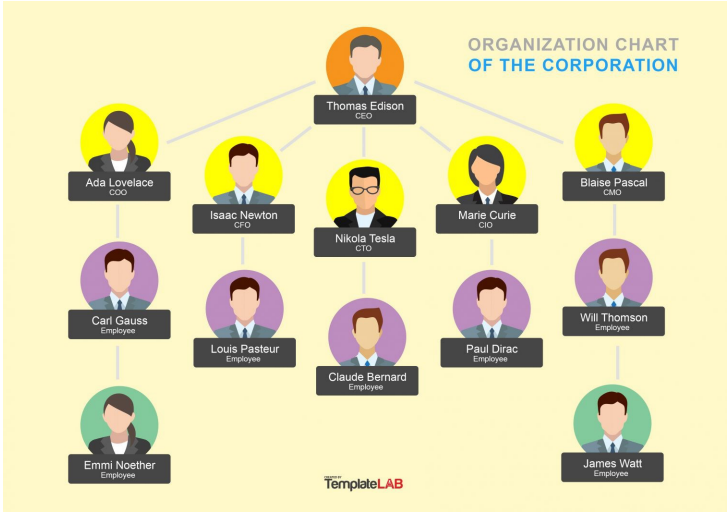 ORGANIZATION CHART
OF THE CORPORATION
Thomas Edison
CEO
Ada Lovelace
COO
Blaise Pascal
CMO
Isaac Newton
CFO
Marie Curie
CIO
Nikola Tesla
CTO
Carl Gauss
Employee
Will Thomson
Employee
Louis Pasteur
Employee
Paul Dirac
Employee
Claude Bernard
Employee
Emmi Noether
Employee
James Watt
Employee
CREATED BY
TemplateLAB